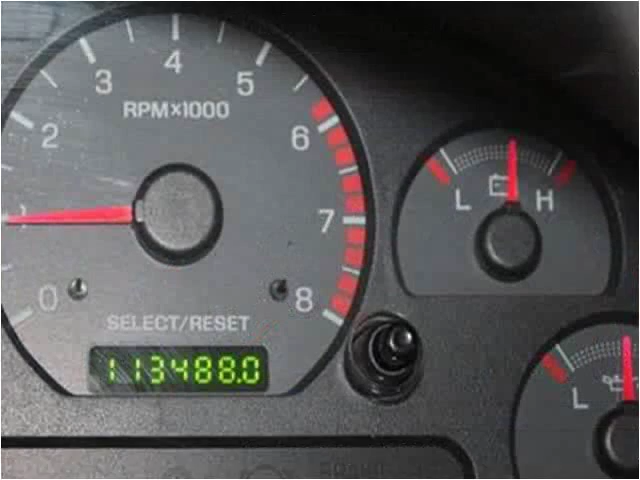 4
3 5
RPM×1000
2 6
7
L H
0 8
SELECT/RESET
113488.0
L